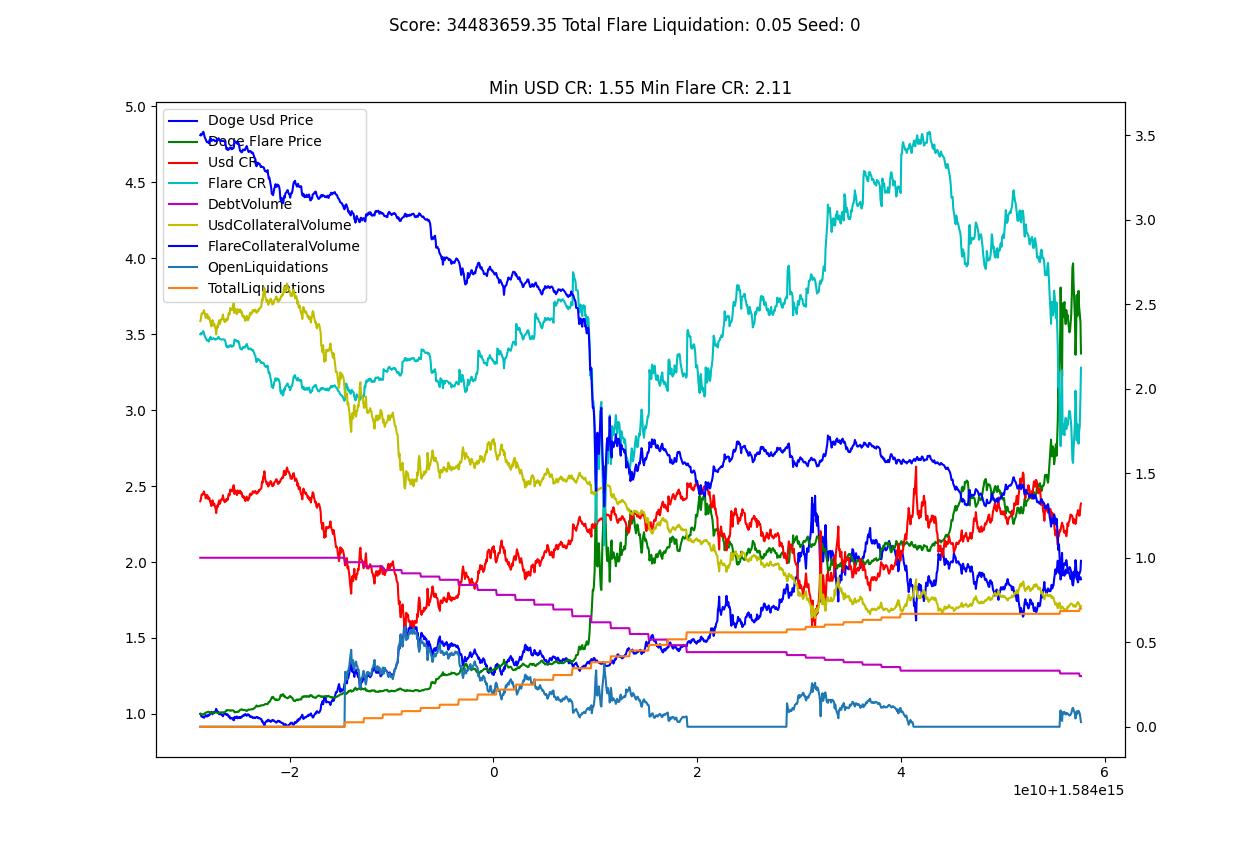 Score: 34483659.35 Total Flare Liquidation: 0.05 Seed: 0
Min USD CR: 1.55 Min Flare CR: 2.11
5.0
4.5
4.0
3.5
3.0
2.5
2.0
1.5
1.0
Doge Usd Price
Doge Flare Price
Usd CR
Flare CR
DebtVolume
UsdCollateralVolume
FlareCollateralVolume
OpenLiquidations
TotalLiquidations
3.5
3.0
2.5
2.0
1.5
1.0
0.5
0.0
−2 0 2 4 6
1e10+1.584e15